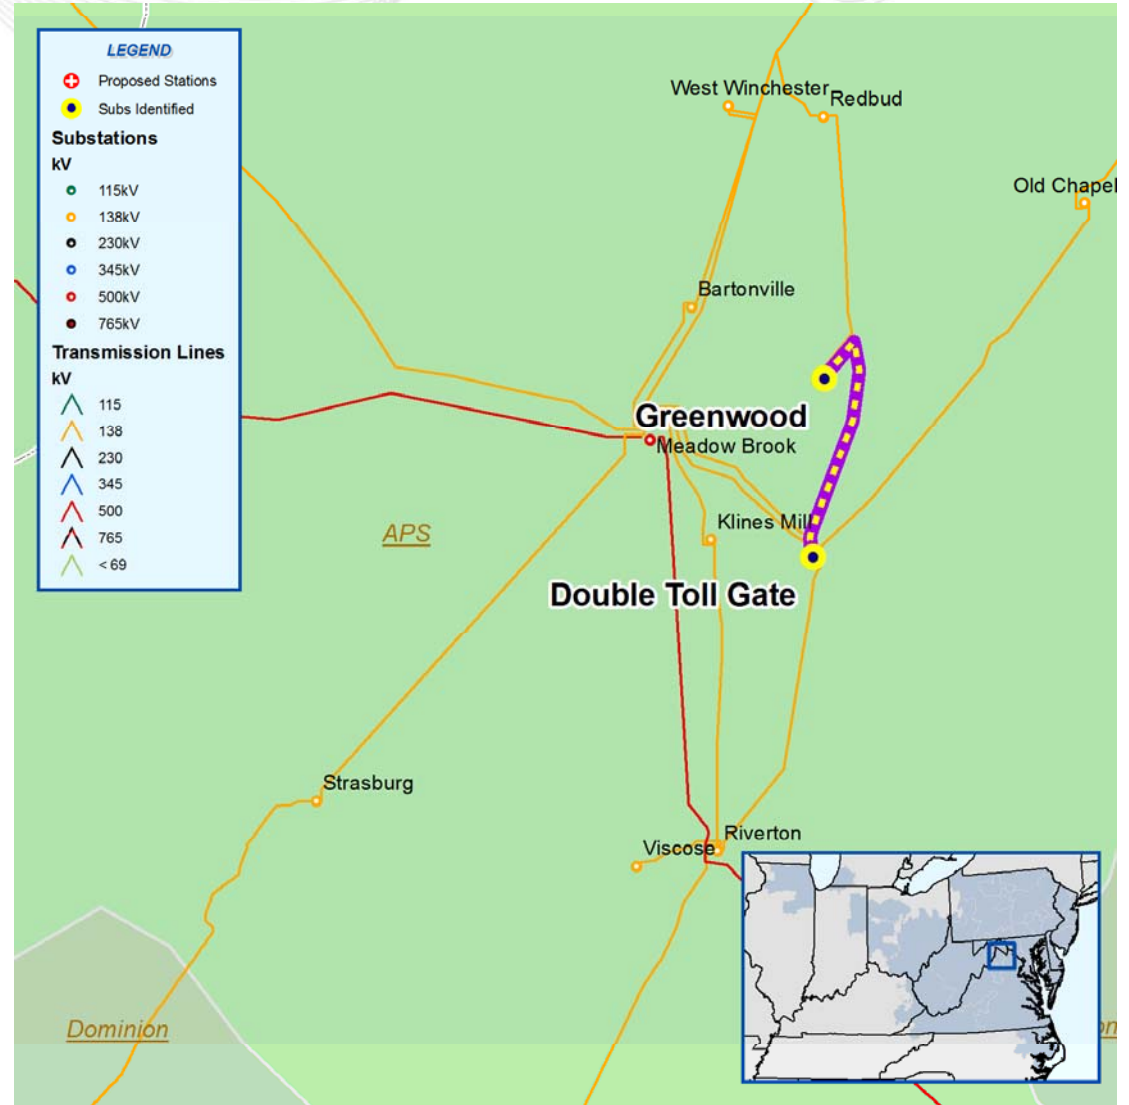 LEGEND
Proposed Stations
Subs Identified
Substations
kV
115kV
138kV
230kV
345kV
500kV
765kV
Transmission Lines
kV
115
138
230
345
500
765
< 69
West Winchester
Redbud
Old Chapel
Bartonville
Greenwood
Meadow Brook
Klines Mill
APS
Double Toll Gate
Strasburg
Riverton
Viscose
Dominion
on